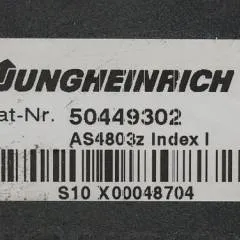 JUNGHEINRICH
at-Nr. 50449302
AS4803z Index I
S10 X00048704